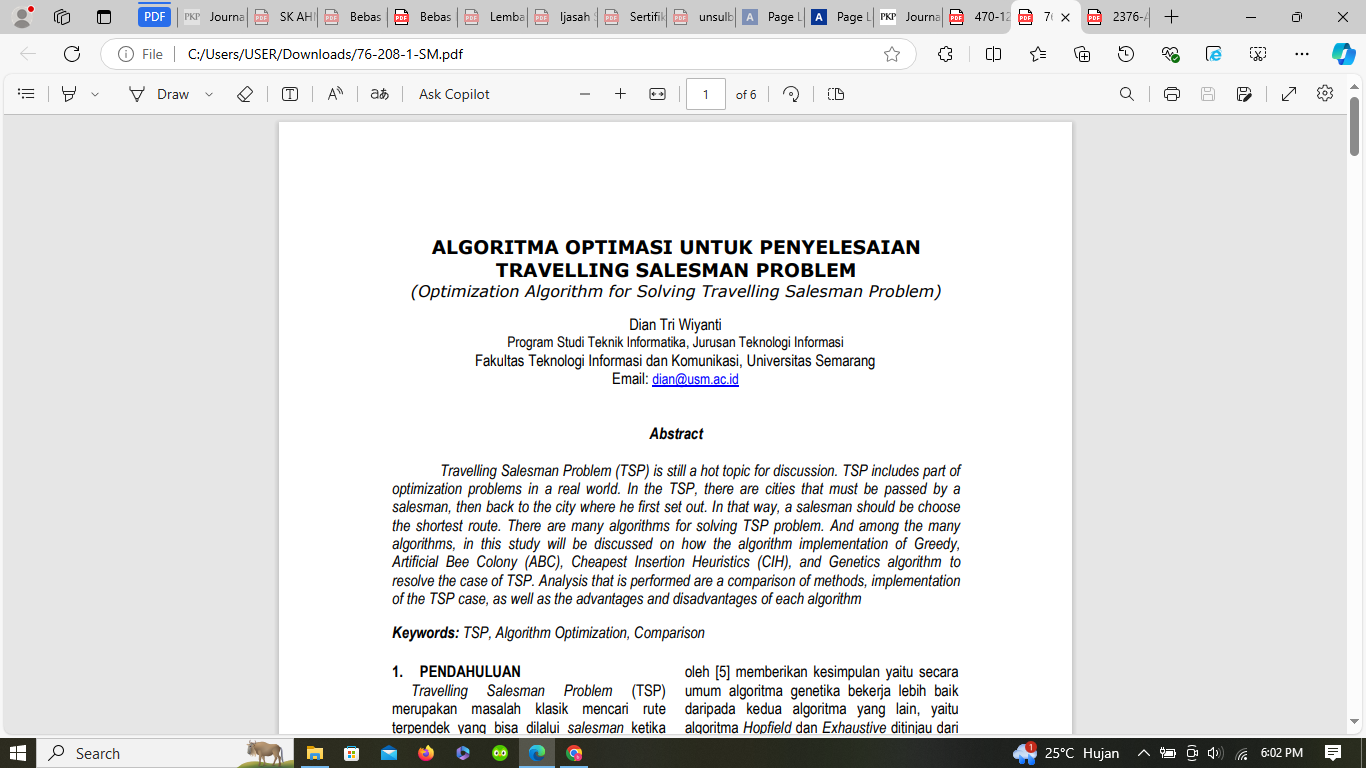 PDF
Journa
SK AHI
Bebas
Bebas
Lemba
Ijasah
Sertifik
unsulb
Page L
Page L
Journa
470-12
76
2376-A
File
C:/Users/USER/Downloads/76-208-1-SM.pdf
Draw
Ask Copilot
1
of 6
ALGORITMA OPTIMASI UNTUK PENYELESAIAN
TRAVELLING SALESMAN PROBLEM
(Optimization Algorithm for Solving Travelling Salesman Problem)
Dian Tri Wiyanti
Program Studi Teknik Informatika, Jurusan Teknologi Informasi
Fakultas Teknologi Informasi dan Komunikasi, Universitas Semarang
Email: dian@usm.ac.id
Abstract
Travelling Salesman Problem (TSP) is still a hot topic for discussion. TSP includes part of
optimization problems in a real world. In the TSP, there are cities that must be passed by a
salesman, then back to the city where he first set out. In that way, a salesman should be choose
the shortest route. There are many algorithms for solving TSP problem. And among the many
algorithms, in this study will be discussed on how the algorithm implementation of Greedy,
Artificial Bee Colony (ABC), Cheapest Insertion Heuristics (CIH), and Genetics algorithm to
resolve the case of TSP. Analysis that is performed are a comparison of methods, implementation
of the TSP case, as well as the advantages and disadvantages of each algorithm
Keywords: TSP, Algorithm Optimization, Comparison
1. PENDAHULUAN
Travelling Salesman Problem (TSP)
merupakan masalah klasik mencari rute
terpendek yang bisa dilalui salesman ketika
oleh [5] memberikan kesimpulan yaitu secara
umum algoritma genetika bekerja lebih baik
daripada kedua algoritma yang lain, yaitu
algoritma Hopfield dan Exhaustive ditinjau dari
Search
1
25°C Hujan
6:02 PM